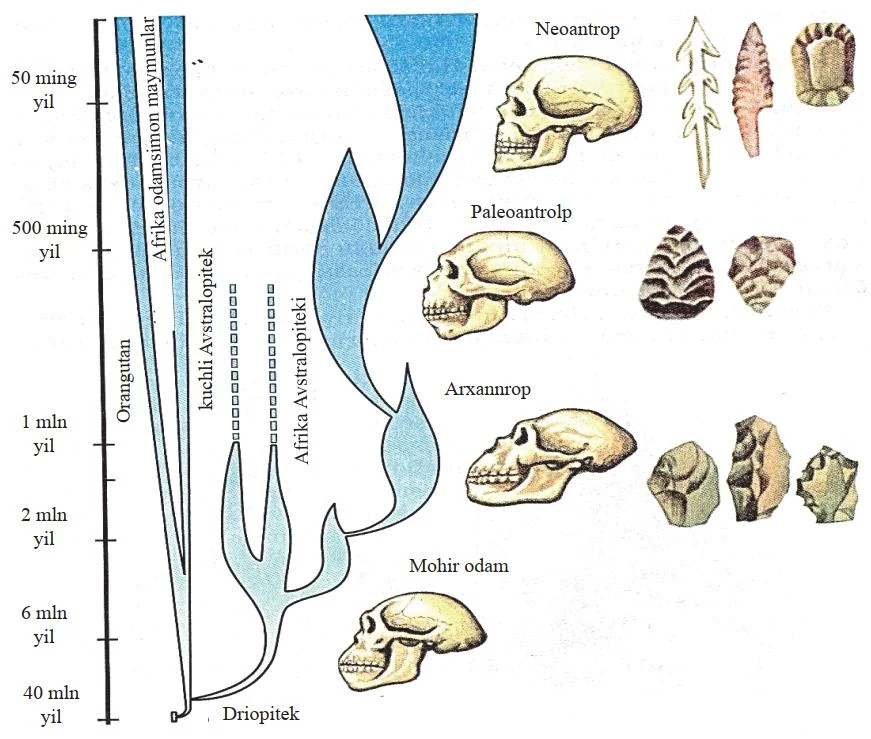 Neoantrop
50 ming
yil
Afrika odamsimon maymunlar
Paleoantrolp
500 ming
yil
kuchli Avstralopitek
Afrika Avstralopiteki
Orangutan
Arxannrop
1 mln
yil
2 mln
yil
Mohir odam
6 mln
yil
40 mln
yil
Driopitek